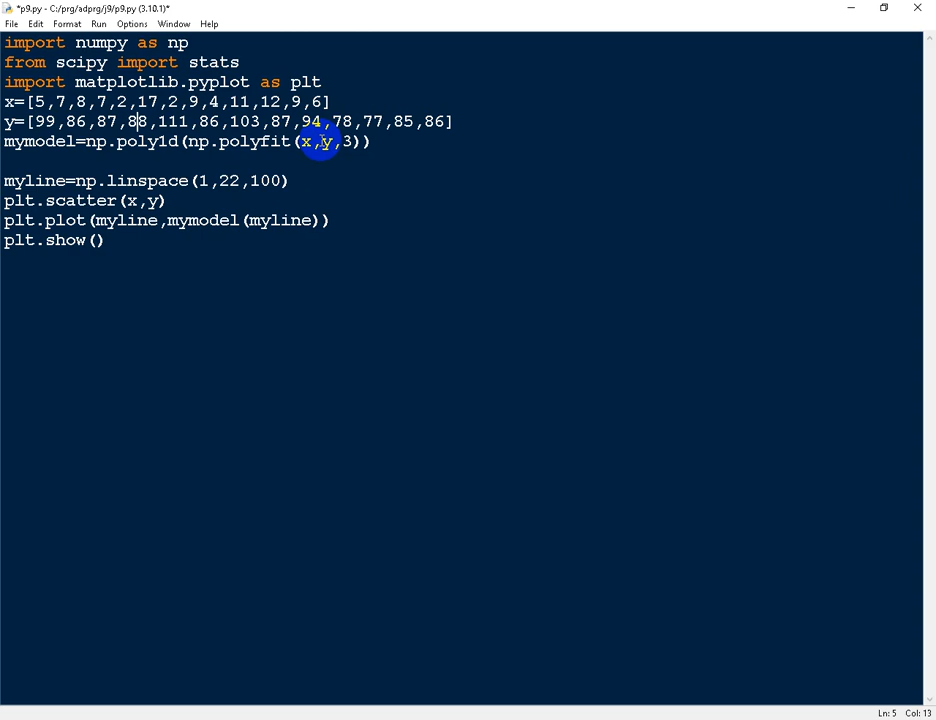 *p9.py - C:/prg/adprg/j9/p9.py (3.10.1)*
File Edit Format Run Options Window Help
import numpy as np
from scipy import stats
import matplotlib.pyplot as plt
x=[5,7,8,7,2,17,2,9,4,11,12,9,6]
y=[99,86,87,88,111,86,103,87,94,78,77,85,86]
mymodel=np.poly1d(np.polyfit(x,y,3))
myline=np.linspace(1,22,100)
plt.scatter(x,y)
plt.plot(myline,mymodel(myline))
plt.show()
Ln: 5 Col: 13